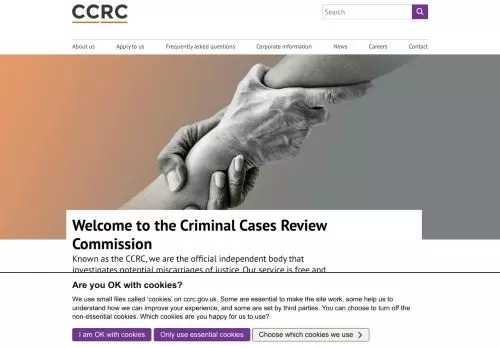 CCRC
Search
About us Apply to us Frequently asked questions Corporate information News Careers Contact
Welcome to the Criminal Cases Review
Commission
Known as the CCRC, we are the official independent body that
investigates potential miscarriages of justice. Our service is free and
Are you OK with cookies?
We use small files called ‘cookies’ on ccrc.gov.uk. Some are essential to make the site work, some help us to
understand how we can improve your experience, and some are set by third parties. You can choose to turn off the
non-essential cookies. Which cookies are you happy for us to use?
I am OK with cookies Only use essential cookies Choose which cookies we use